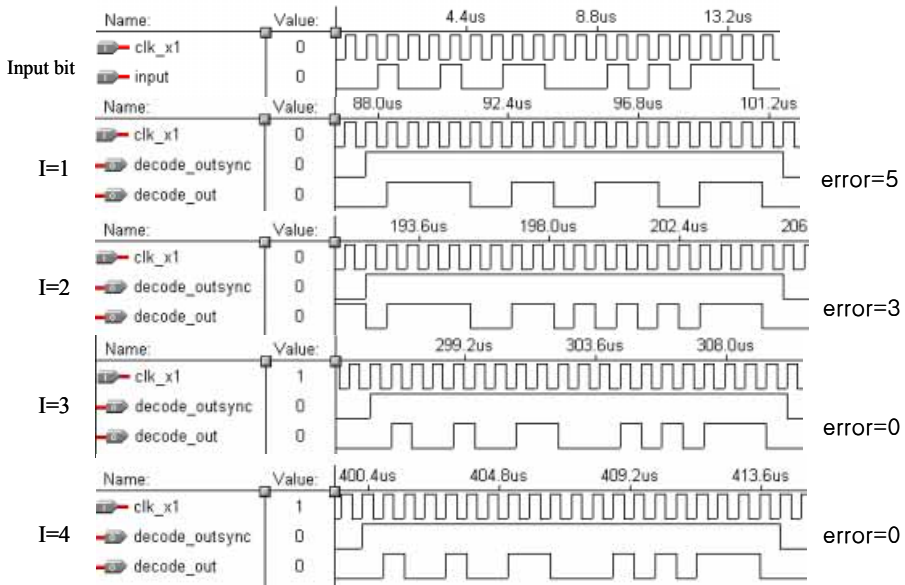 Name: Value: 4.4us 8.8us 13.2us
clk_x1 0
Input bit input 0
Name: Value: 88.0us 92.4us 96.8us 101.2us
clk_x1 0
I=1 decode_outsync 0
decode_out 0 error=5
Name: Value: 193.6us 198.0us 202.4us 206
clk_x1 0
I=2 decode_outsync 0
decode_out 0 error=3
Name: Value: 299.2us 303.6us 308.0us
clk_x1 1
I=3 decode_outsync 0
decode_out 0 error=0
Name: Value: 400.4us 404.8us 409.2us 413.6us
clk_x1 1
I=4 decode_outsync 0 error=0
decode_out 0